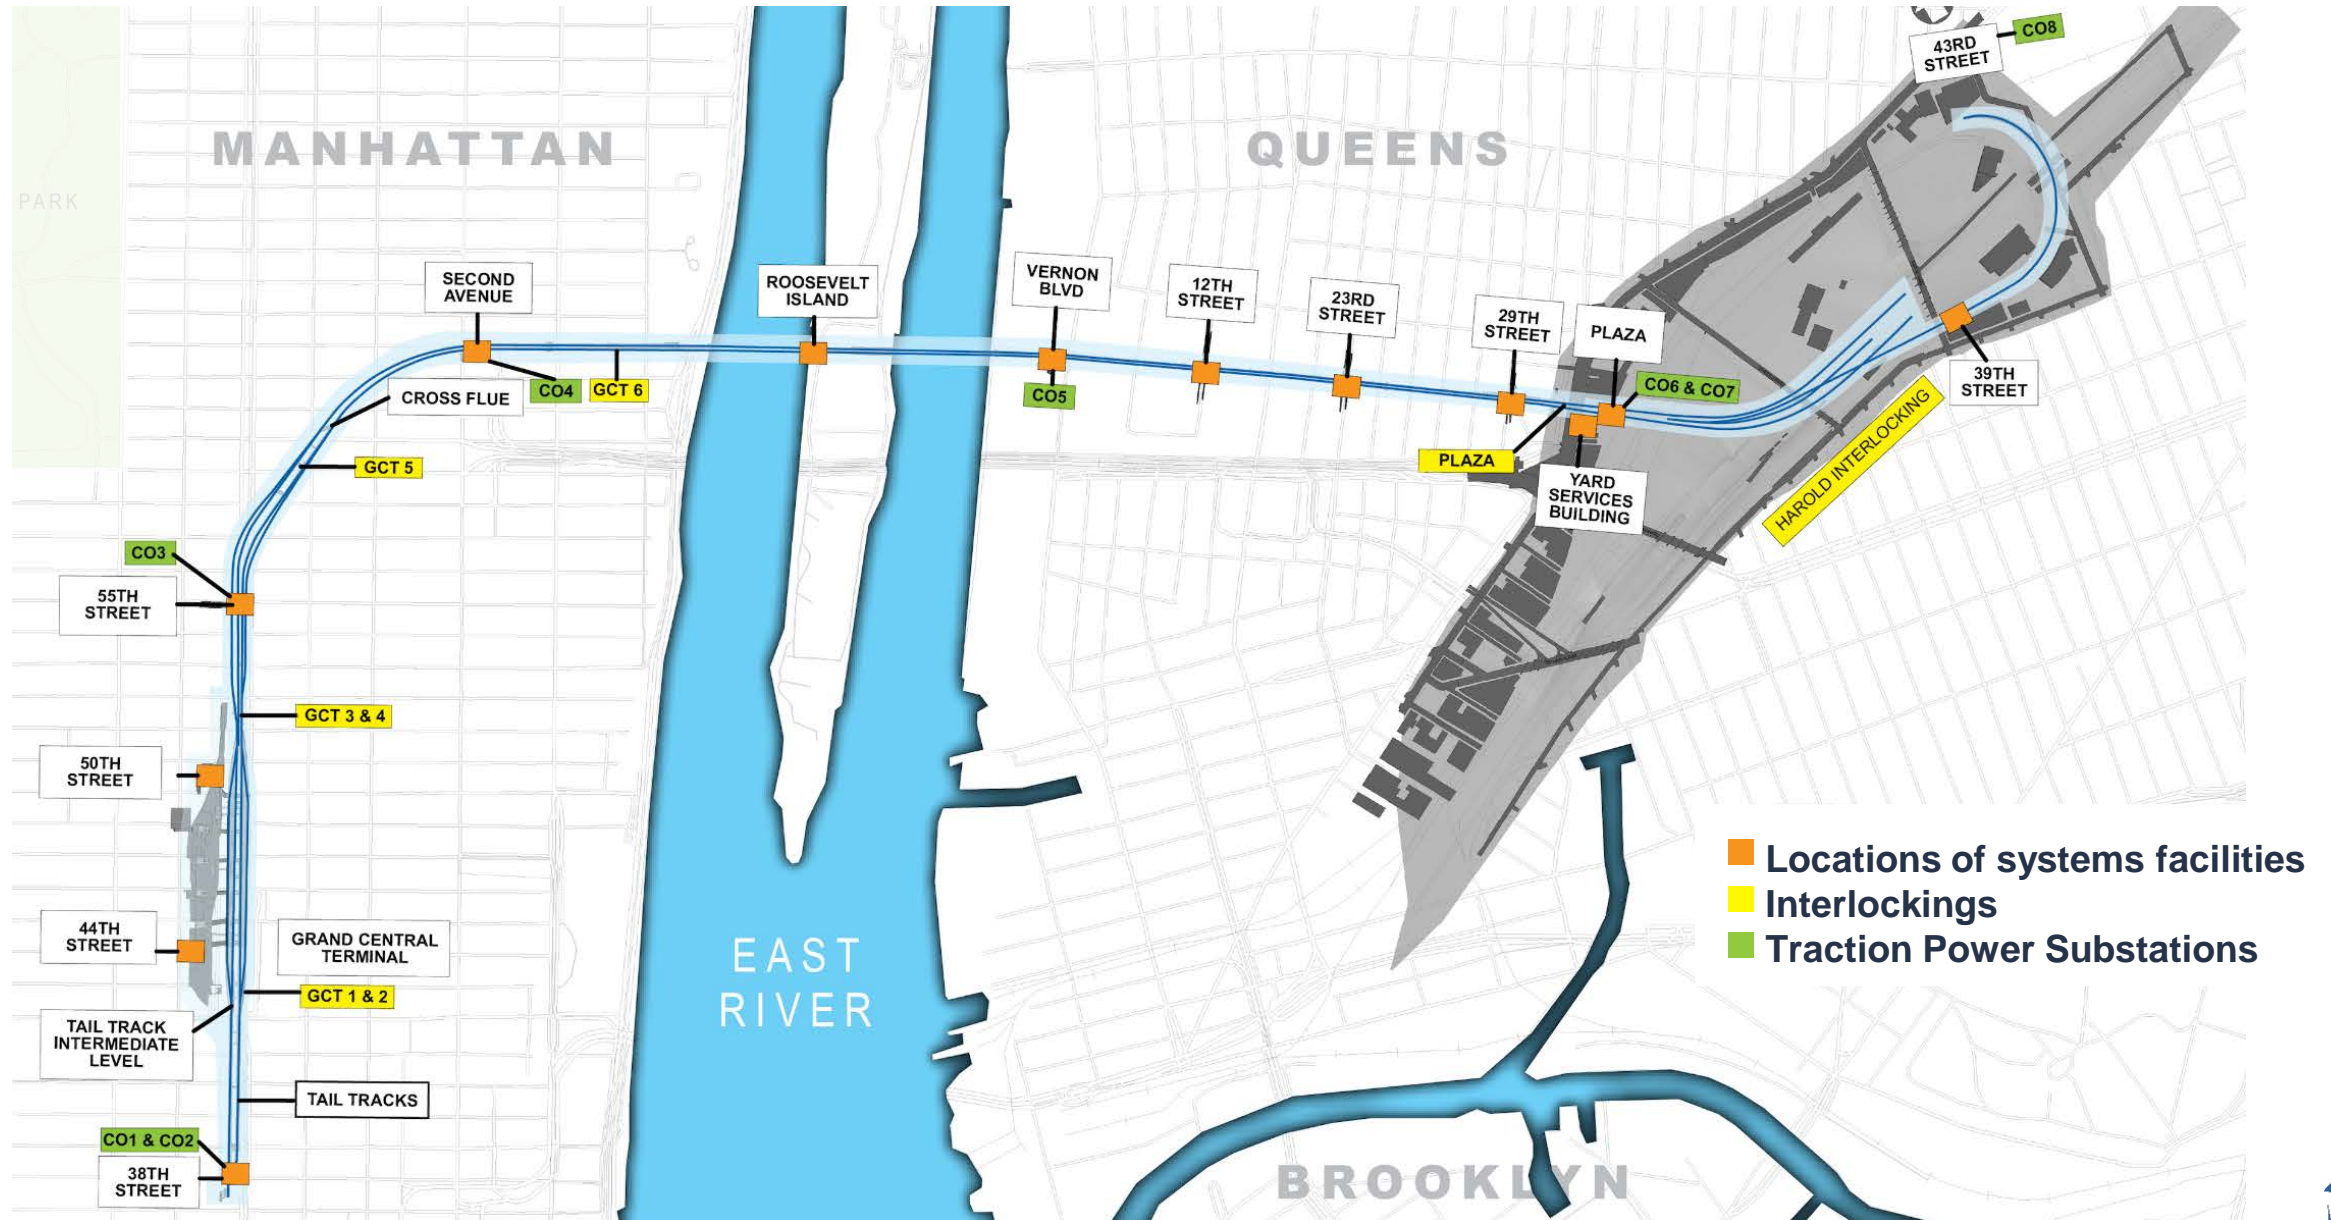 43RD
STREET
CO8
MANHATTAN
QUEENS
PARK
SECOND
AVENUE
ROOSEVELT
ISLAND
VERNON
BLVD
12TH
STREET
23RD
STREET
29TH
STREET
PLAZA
CO6 & CO7
39TH
STREET
CROSS FLUE
CO4
GCT 6
CO5
GCT 5
PLAZA
HAROLD INTERLOCKING
YARD
SERVICES
BUILDING
CO3
55TH
STREET
GCT 3 & 4
50TH
STREET
44TH
STREET
GRAND CENTRAL
TERMINAL
GCT 1 & 2
TAIL TRACK
INTERMEDIATE
LEVEL
TAIL TRACKS
CO1 & CO2
38TH
STREET
EAST
RIVER
BROOKLYN
Locations of systems facilities
Interlockings
Traction Power Substations